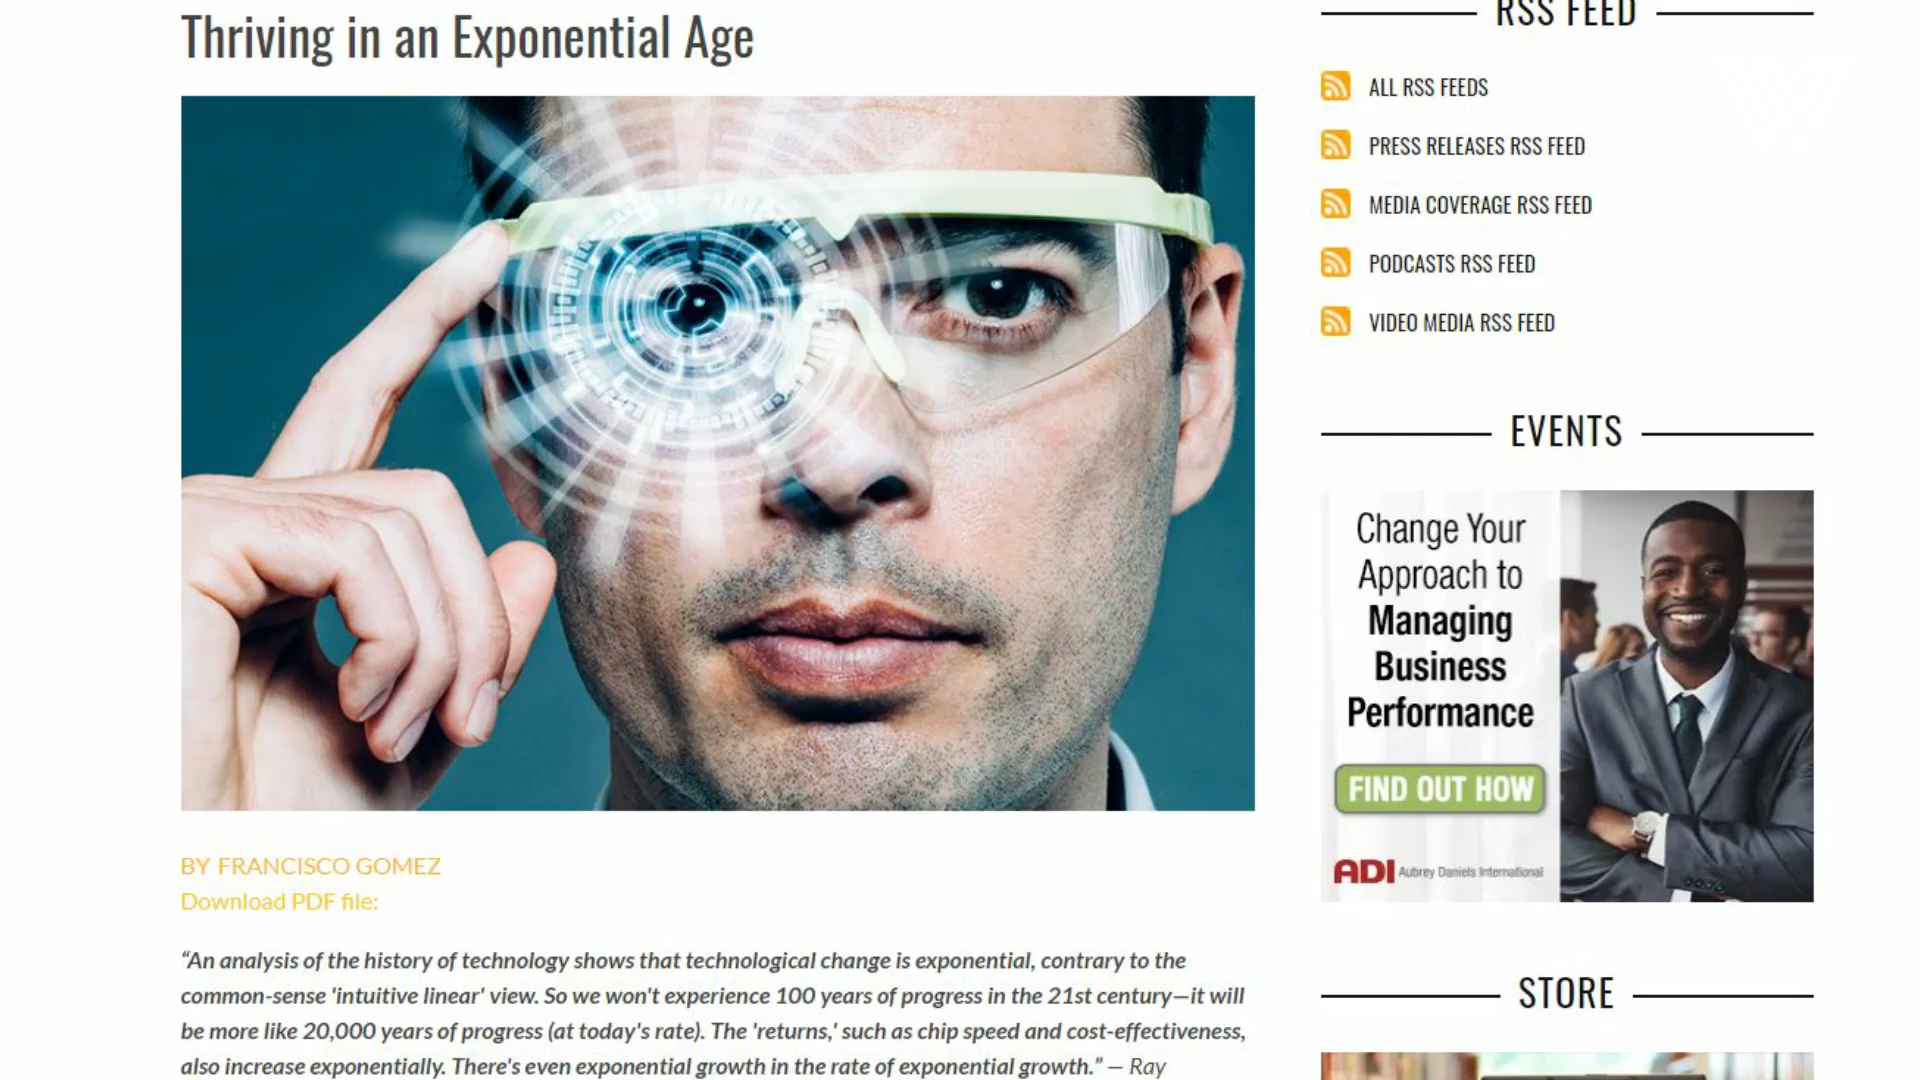 Thriving in an Exponential Age
BY FRANCISCO GOMEZ
Download PDF file:
“An analysis of the history of technology shows that technological change is exponential, contrary to the
common-sense 'intuitive linear' view. So we won't experience 100 years of progress in the 21st century—it will
be more like 20,000 years of progress (at today's rate). The 'returns,' such as chip speed and cost-effectiveness,
also increase exponentially. There's even exponential growth in the rate of exponential growth.” — Ray
RSS FEED
ALL RSS FEEDS
PRESS RELEASES RSS FEED
MEDIA COVERAGE RSS FEED
PODCASTS RSS FEED
VIDEO MEDIA RSS FEED
EVENTS
Change Your
Approach to
Managing
Business
Performance
FIND OUT HOW
ADI Aubrey Daniels International
STORE